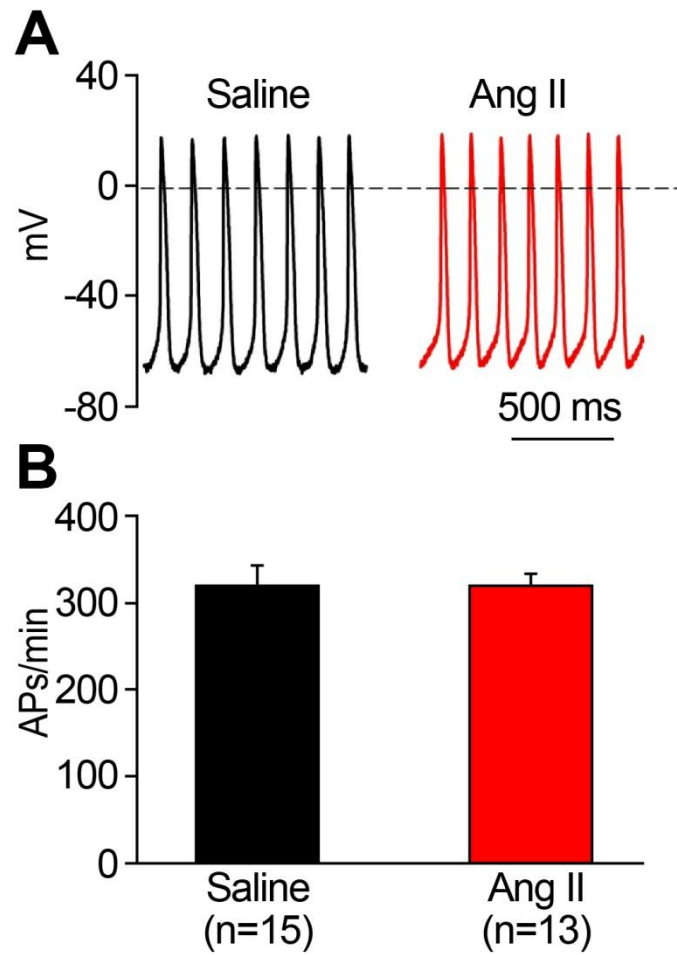 A
40
Saline Ang II
0
mV
-40
-80
500 ms
B
400
300
APs/min
200
100
0
Saline Ang II
(n=15) (n=13)